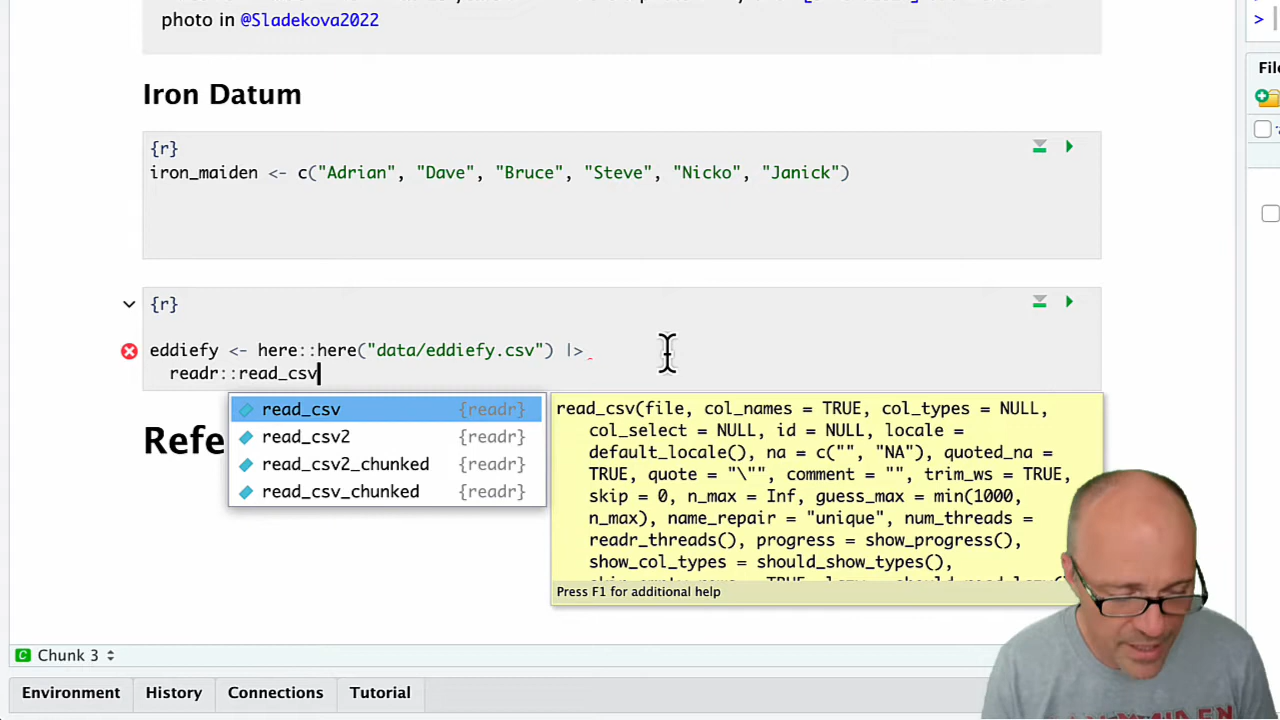 photo in @Sladekova2022
>
File
Iron Datum
{r}
iron_maiden <- c("Adrian", "Dave", "Bruce", "Steve", "Nicko", "Janick")
{r}
eddiefy <- here::here("data/eddiefy.csv") |>
readr::read_csv
read_csv {readr}
read_csv2 {readr}
read_csv2_chunked {readr}
read_csv_chunked {readr}
read_csv(file, col_names = TRUE, col_types = NULL,
col_select = NULL, id = NULL, locale =
default_locale(), na = c("", "NA"), quoted_na =
TRUE, quote = "\"", comment = "", trim_ws = TRUE,
skip = 0, n_max = Inf, guess_max = min(1000,
n_max), name_repair = "unique", num_threads =
readr_threads(), progress = show_progress(),
show_col_types = should_show_types(),
Press F1 for additional help
Refe
Chunk 3
Environment History Connections Tutorial